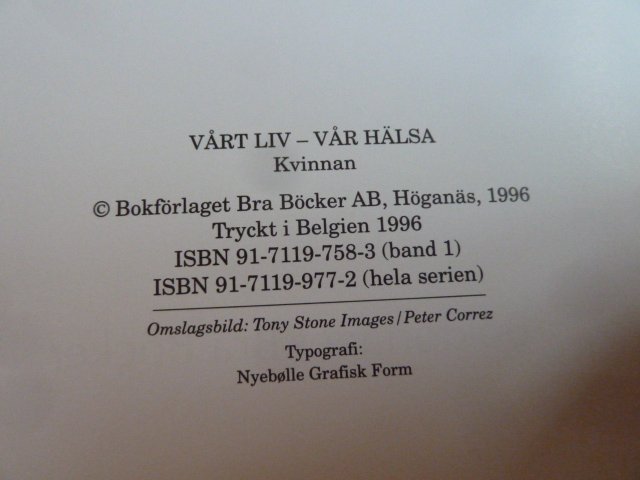 VÅRT LIV – VÅR HÄLSA
Kvinnan
© Bokförlaget Bra Böcker AB, Höganäs, 1996
Tryckt i Belgien 1996
ISBN 91-7119-758-3 (band 1)
ISBN 91-7119-977-2 (hela serien)
Omslagsbild: Tony Stone Images/Peter Correz
Typografi:
Nyebølle Grafisk Form